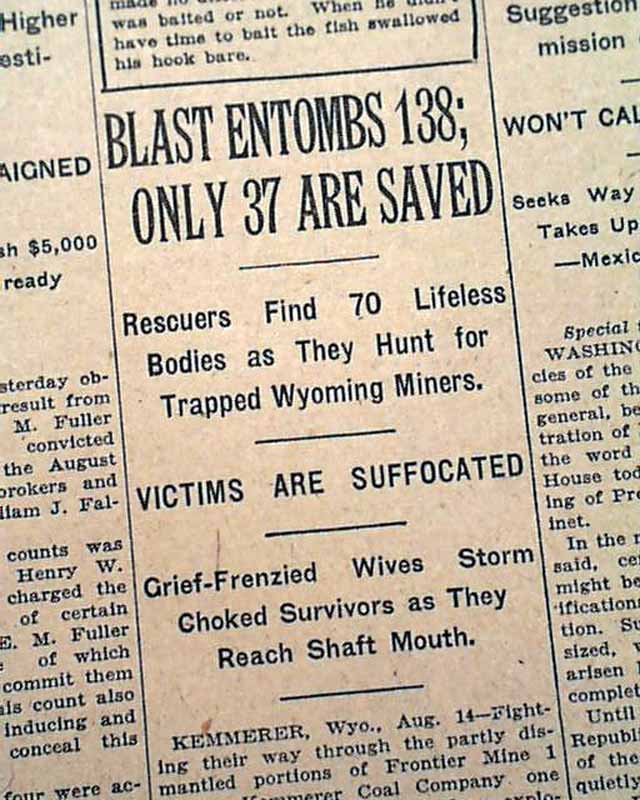 Higher
esti-
AIGNED
sh $5,000
ready
sterday ob-
result from
M. Fuller
convicted
the August
brokers and
lliam J. Fal-
counts was
Henry W.
charged the
of certain
E. M. Fuller
of which
commit them
his count also
inducing and
conceal this
four were ac-
was baited or not. When he didn't
have time to bait the fish swallowed
his hook bare.
BLAST ENTOMBS 138;
ONLY 37 ARE SAVED
Rescuers Find 70 Lifeless
Bodies as They Hunt for
Trapped Wyoming Miners.
VICTIMS ARE SUFFOCATED
Grief-Frenzied Wives Storm
Choked Survivors as They
Reach Shaft Mouth.
KEMMERER, Wyo., Aug. 14—Fight-
ing their way through the partly dis-
mantled portions of Frontier Mine 1
Kemmerer Coal Company one
Suggestion
mission
WON'T CAL
Seeks Way
Takes Up
—Mexic
Special
WASHING
cies of the
some of th
general, be
tration of
the word
House tod
ing of Pre
inet.
In the
said, cer
might be
ifications
tion. Su
sized,
arisen
complet
Until
Republi
of the
quietly